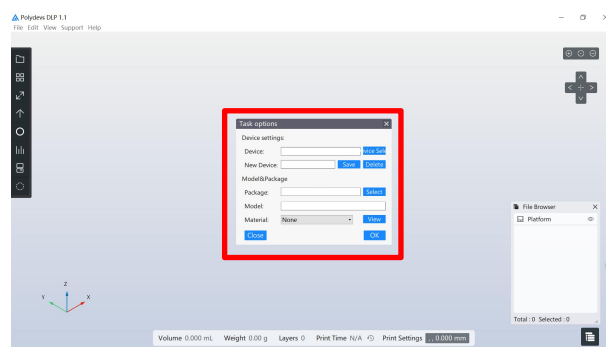 Polydevs DLP 1.1
File Edit View Support Help
Task options
Device settings:
Device: vice Sele
New Device: Save Delete
Model&Package
Package: Select
Model:
Material: None View
Close OK
File Browser
Platform
Total : 0 Selected : 0
Z
Y X
Volume 0.000 mL Weight 0.00 g Layers 0 Print Time N/A Print Settings , , 0.000 mm